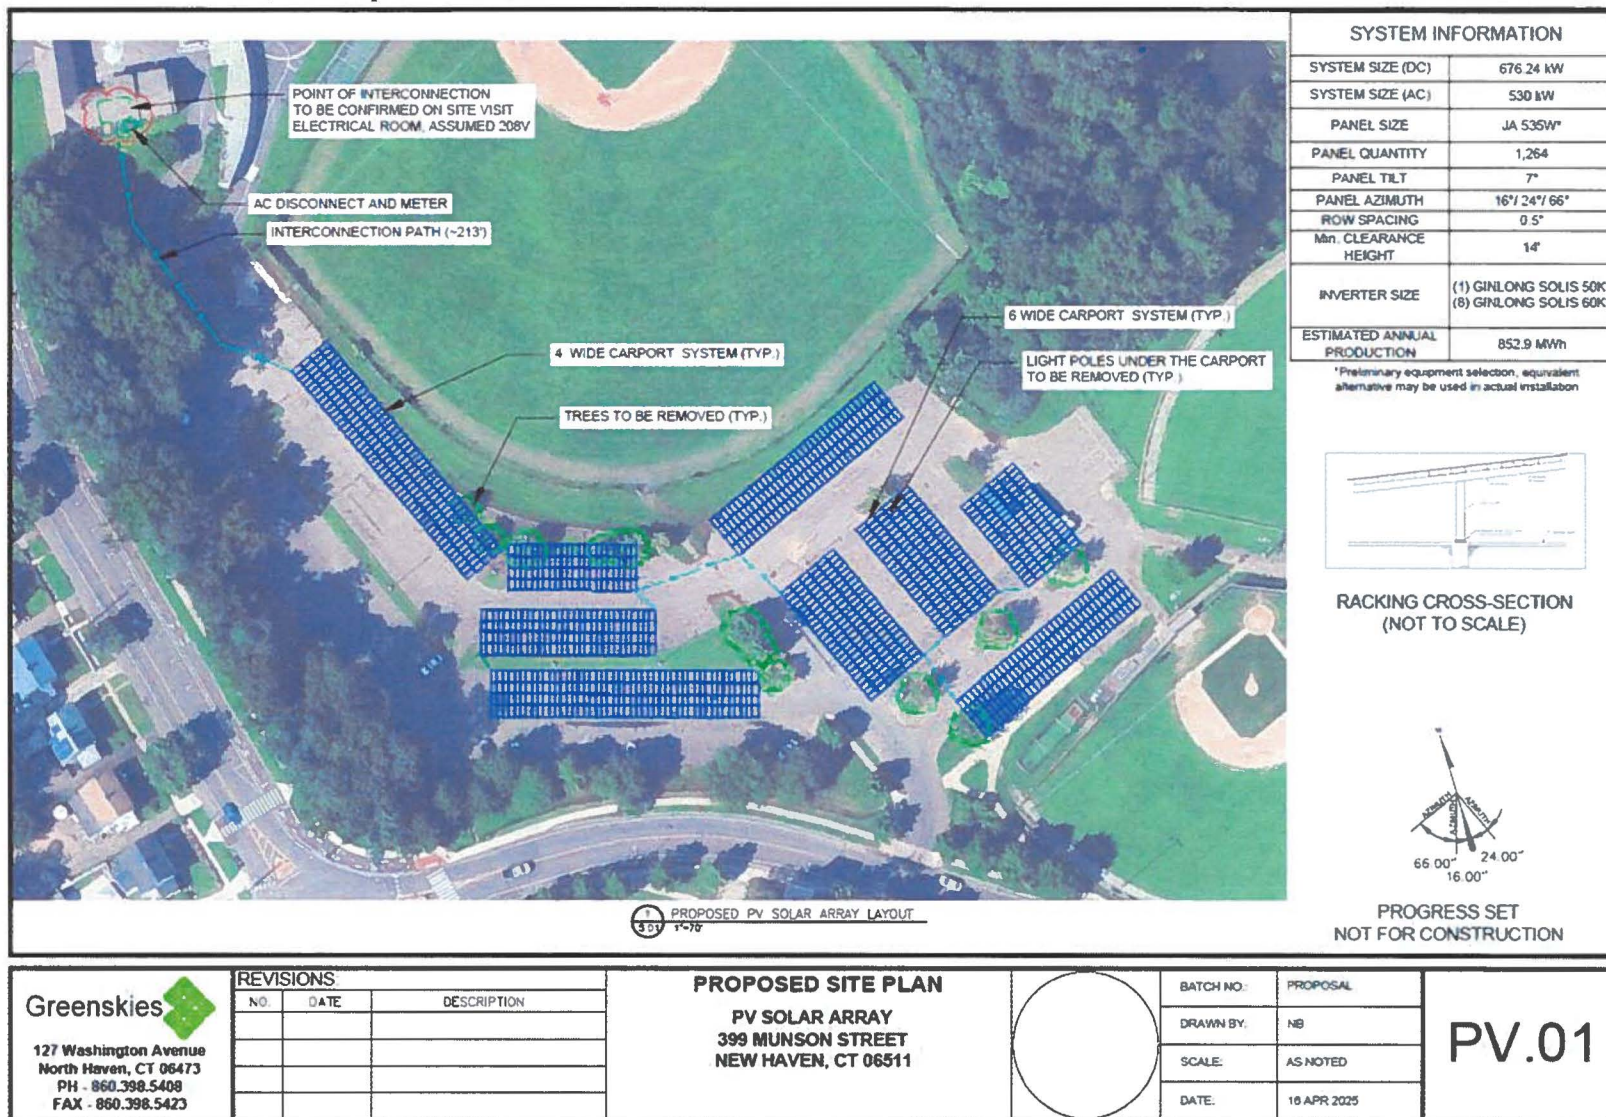 POINT OF INTERCONNECTION
TO BE CONFIRMED ON SITE VISIT
ELECTRICAL ROOM, ASSUMED 208V
AC DISCONNECT AND METER
INTERCONNECTION PATH (~213')
4 WIDE CARPORT SYSTEM (TYP.)
TREES TO BE REMOVED (TYP.)
6 WIDE CARPORT SYSTEM (TYP.)
LIGHT POLES UNDER THE CARPORT
TO BE REMOVED (TYP.)
SYSTEM INFORMATION
SYSTEM SIZE (DC) 676.24 kW
SYSTEM SIZE (AC) 530 kW
PANEL SIZE JA 535W*
PANEL QUANTITY 1,264
PANEL TILT 7°
PANEL AZIMUTH 16°/ 24°/ 66°
ROW SPACING 0.5"
Min. CLEARANCE
HEIGHT 14'
INVERTER SIZE (1) GINLONG SOLIS 50K
(8) GINLONG SOLIS 60K
ESTIMATED ANNUAL
PRODUCTION 852.9 MWh
*Preliminary equipment selection, equivalent
alternative may be used in actual installation
RACKING CROSS-SECTION
(NOT TO SCALE)
AZIMUTH
AZIMUTH
AZIMUTH
66.00°
24.00°
16.00°
PROGRESS SET
NOT FOR CONSTRUCTION
1 PROPOSED PV SOLAR ARRAY LAYOUT
1"=70'
Greenskies
127 Washington Avenue
North Haven, CT 06473
PH - 860.398.5408
FAX - 860.398.5423
REVISIONS:
NO. DATE DESCRIPTION
PROPOSED SITE PLAN
PV SOLAR ARRAY
399 MUNSON STREET
NEW HAVEN, CT 06511
BATCH NO.: PROPOSAL
DRAWN BY: NB
SCALE: AS NOTED
DATE: 16 APR 2025
PV.01